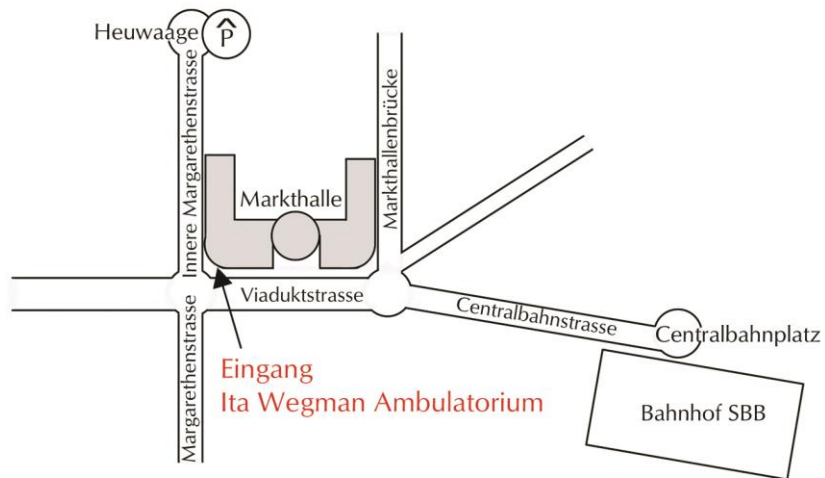 Heuwaage
P̂
Innere Margarethenstrasse
Markthallenbrücke
Markthalle
Viaduktstrasse
Centralbahnstrasse
Centralbahnplatz
Margarethenstrasse
Eingang
Ita Wegman Ambulatorium
Bahnhof SBB